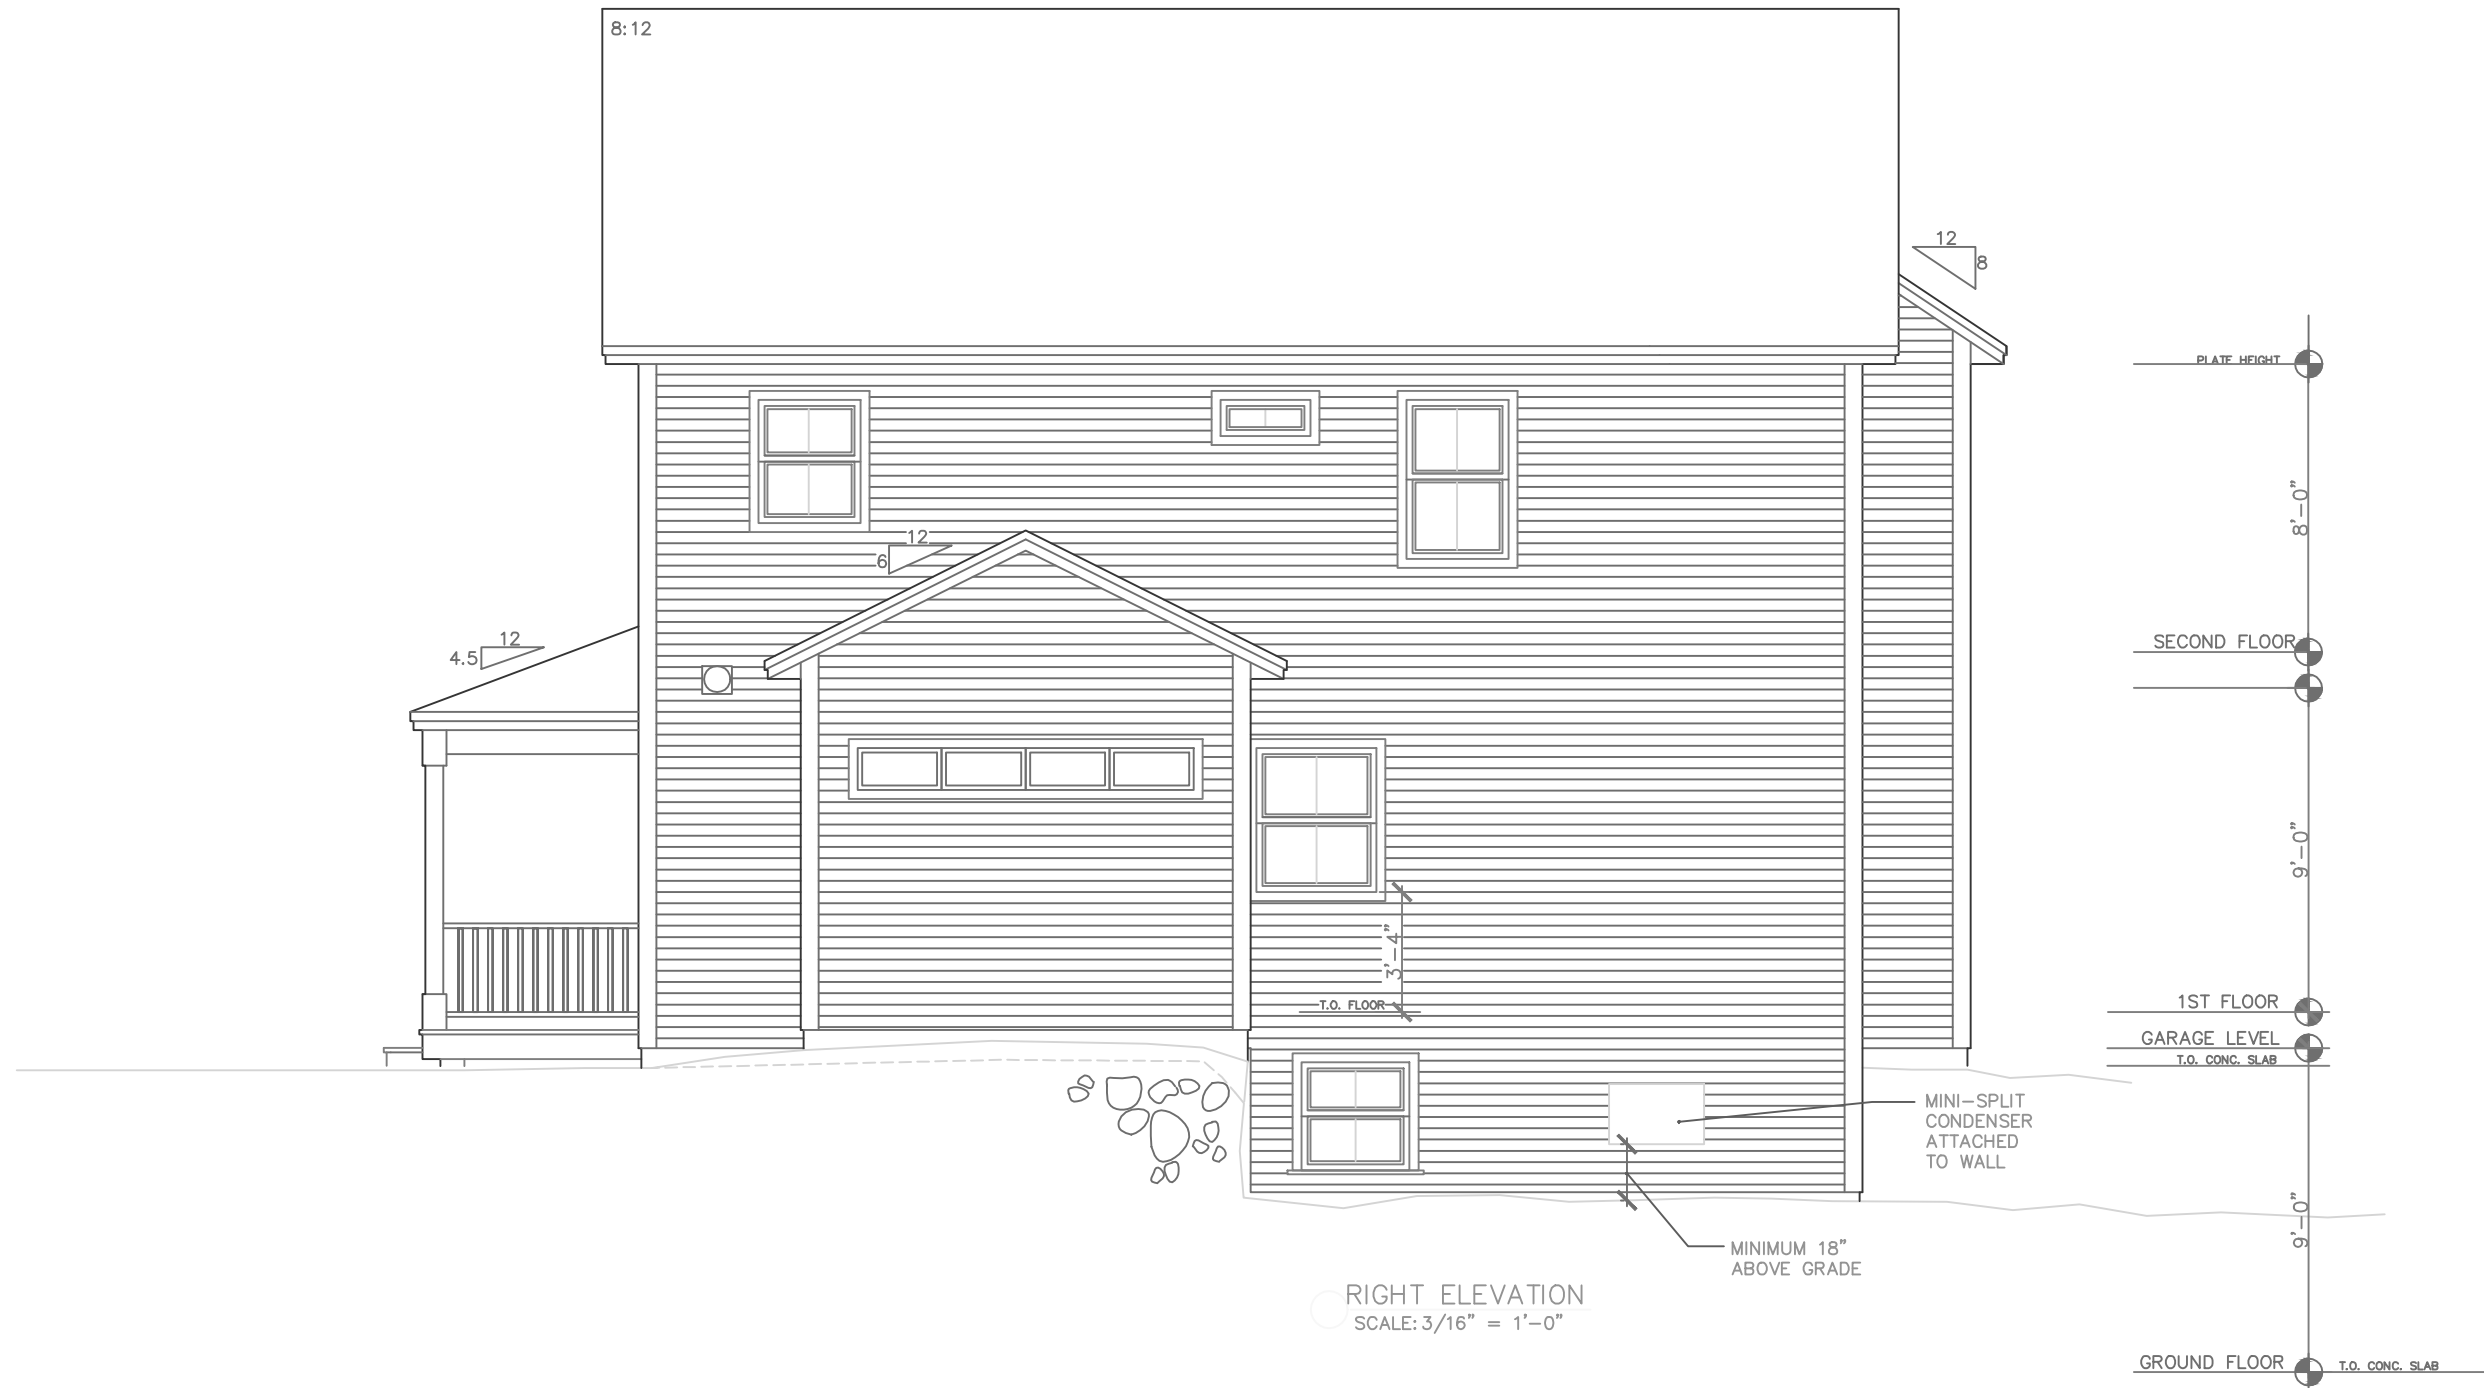 8:12
12
8
PLATE HEIGHT
8'-0"
12
6
12
4.5
SECOND FLOOR
9'-0"
3'-4"
T.O. FLOOR
1ST FLOOR
GARAGE LEVEL
T.O. CONC. SLAB
MINI-SPLIT
CONDENSER
ATTACHED
TO WALL
9'-0"
MINIMUM 18"
ABOVE GRADE
RIGHT ELEVATION
SCALE: 3/16" = 1'-0"
GROUND FLOOR
T.O. CONC. SLAB